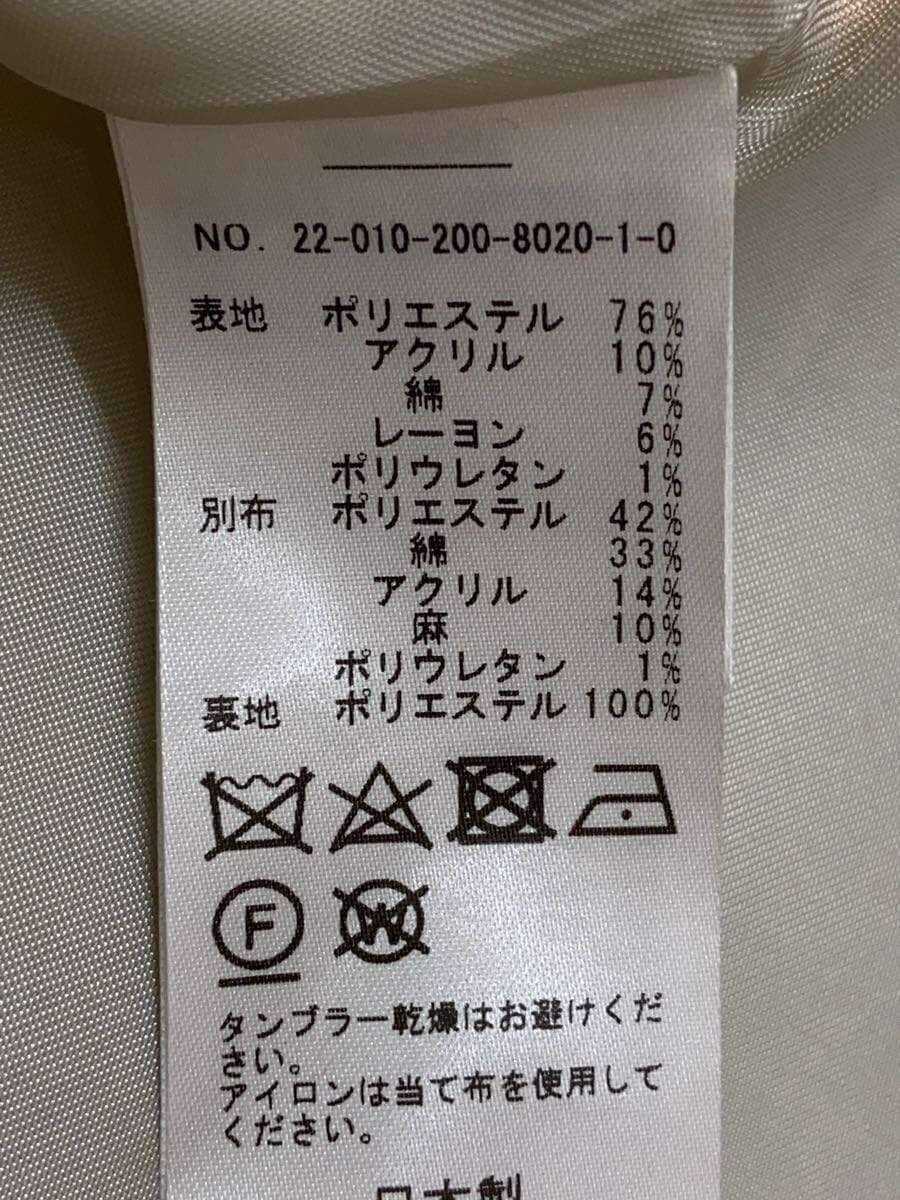 NO. 22-010-200-8020-1-0
表地 ポリエステル 76%
アクリル 10%
綿 7%
レーヨン 6%
ポリウレタン 1%
別布 ポリエステル 42%
綿 33%
アクリル 14%
麻 10%
ポリウレタン 1%
裏地 ポリエステル 100%
F W
タンブラー乾燥はお避けくだ
さい。
アイロンは当て布を使用して
ください。
日本製